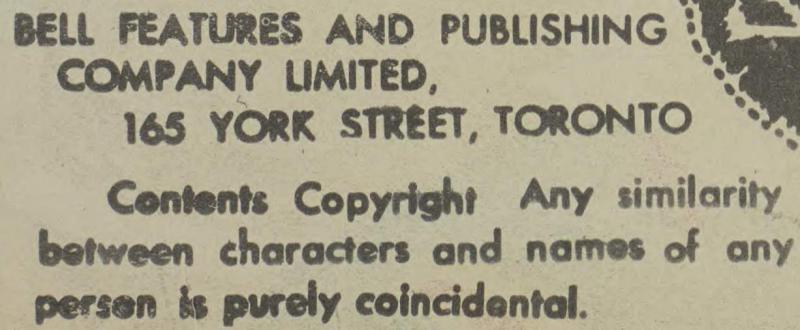 BELL FEATURES AND PUBLISHING
COMPANY LIMITED,
165 YORK STREET, TORONTO
Contents Copyright Any similarity
between characters and names of any
person is purely coincidental.